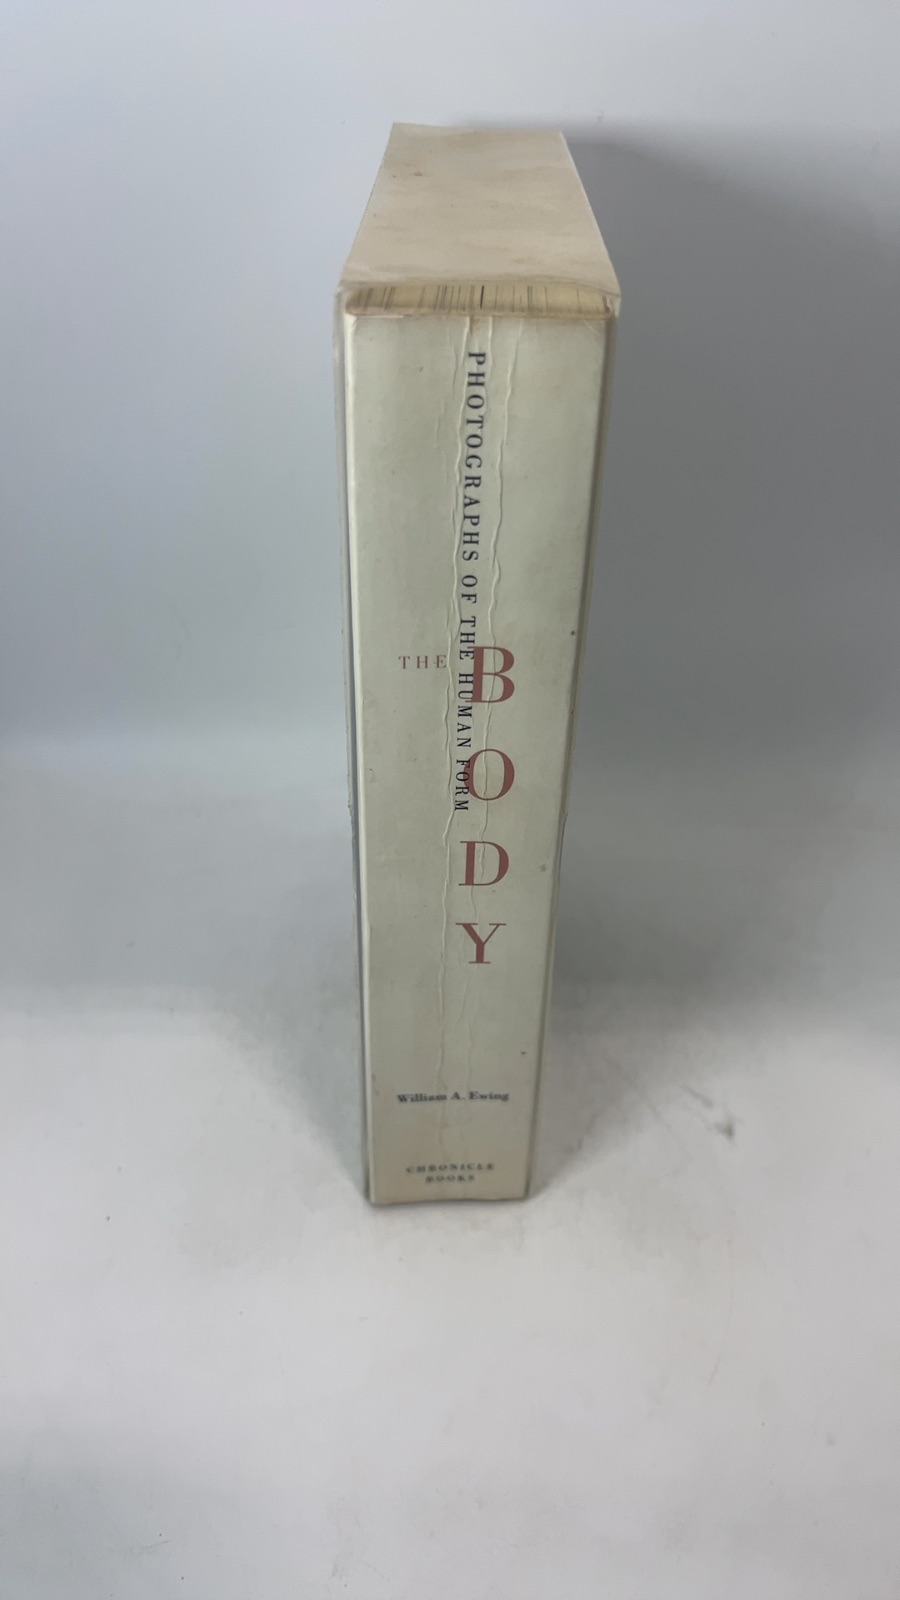 PHOTOGRAPHS OF THE HUMAN FORM
THE BODY
William A. Ewing
CHRONICLE
BOOKS